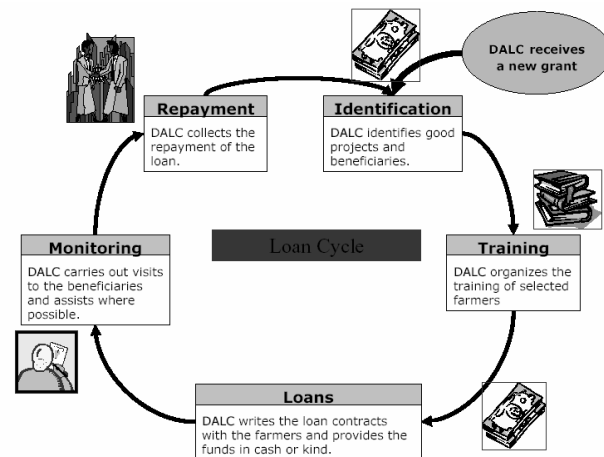 DALC receives
a new grant
Repayment
DALC collects the
repayment of the
loan.
Identification
DALC identifies good
projects and
beneficiaries.
Monitoring
DALC carries out visits
to the beneficiaries
and assists where
possible.
Loan Cycle
Training
DALC organizes the
training of selected
farmers
Loans
DALC writes the loan contracts
with the farmers and provides the
funds in cash or kind.